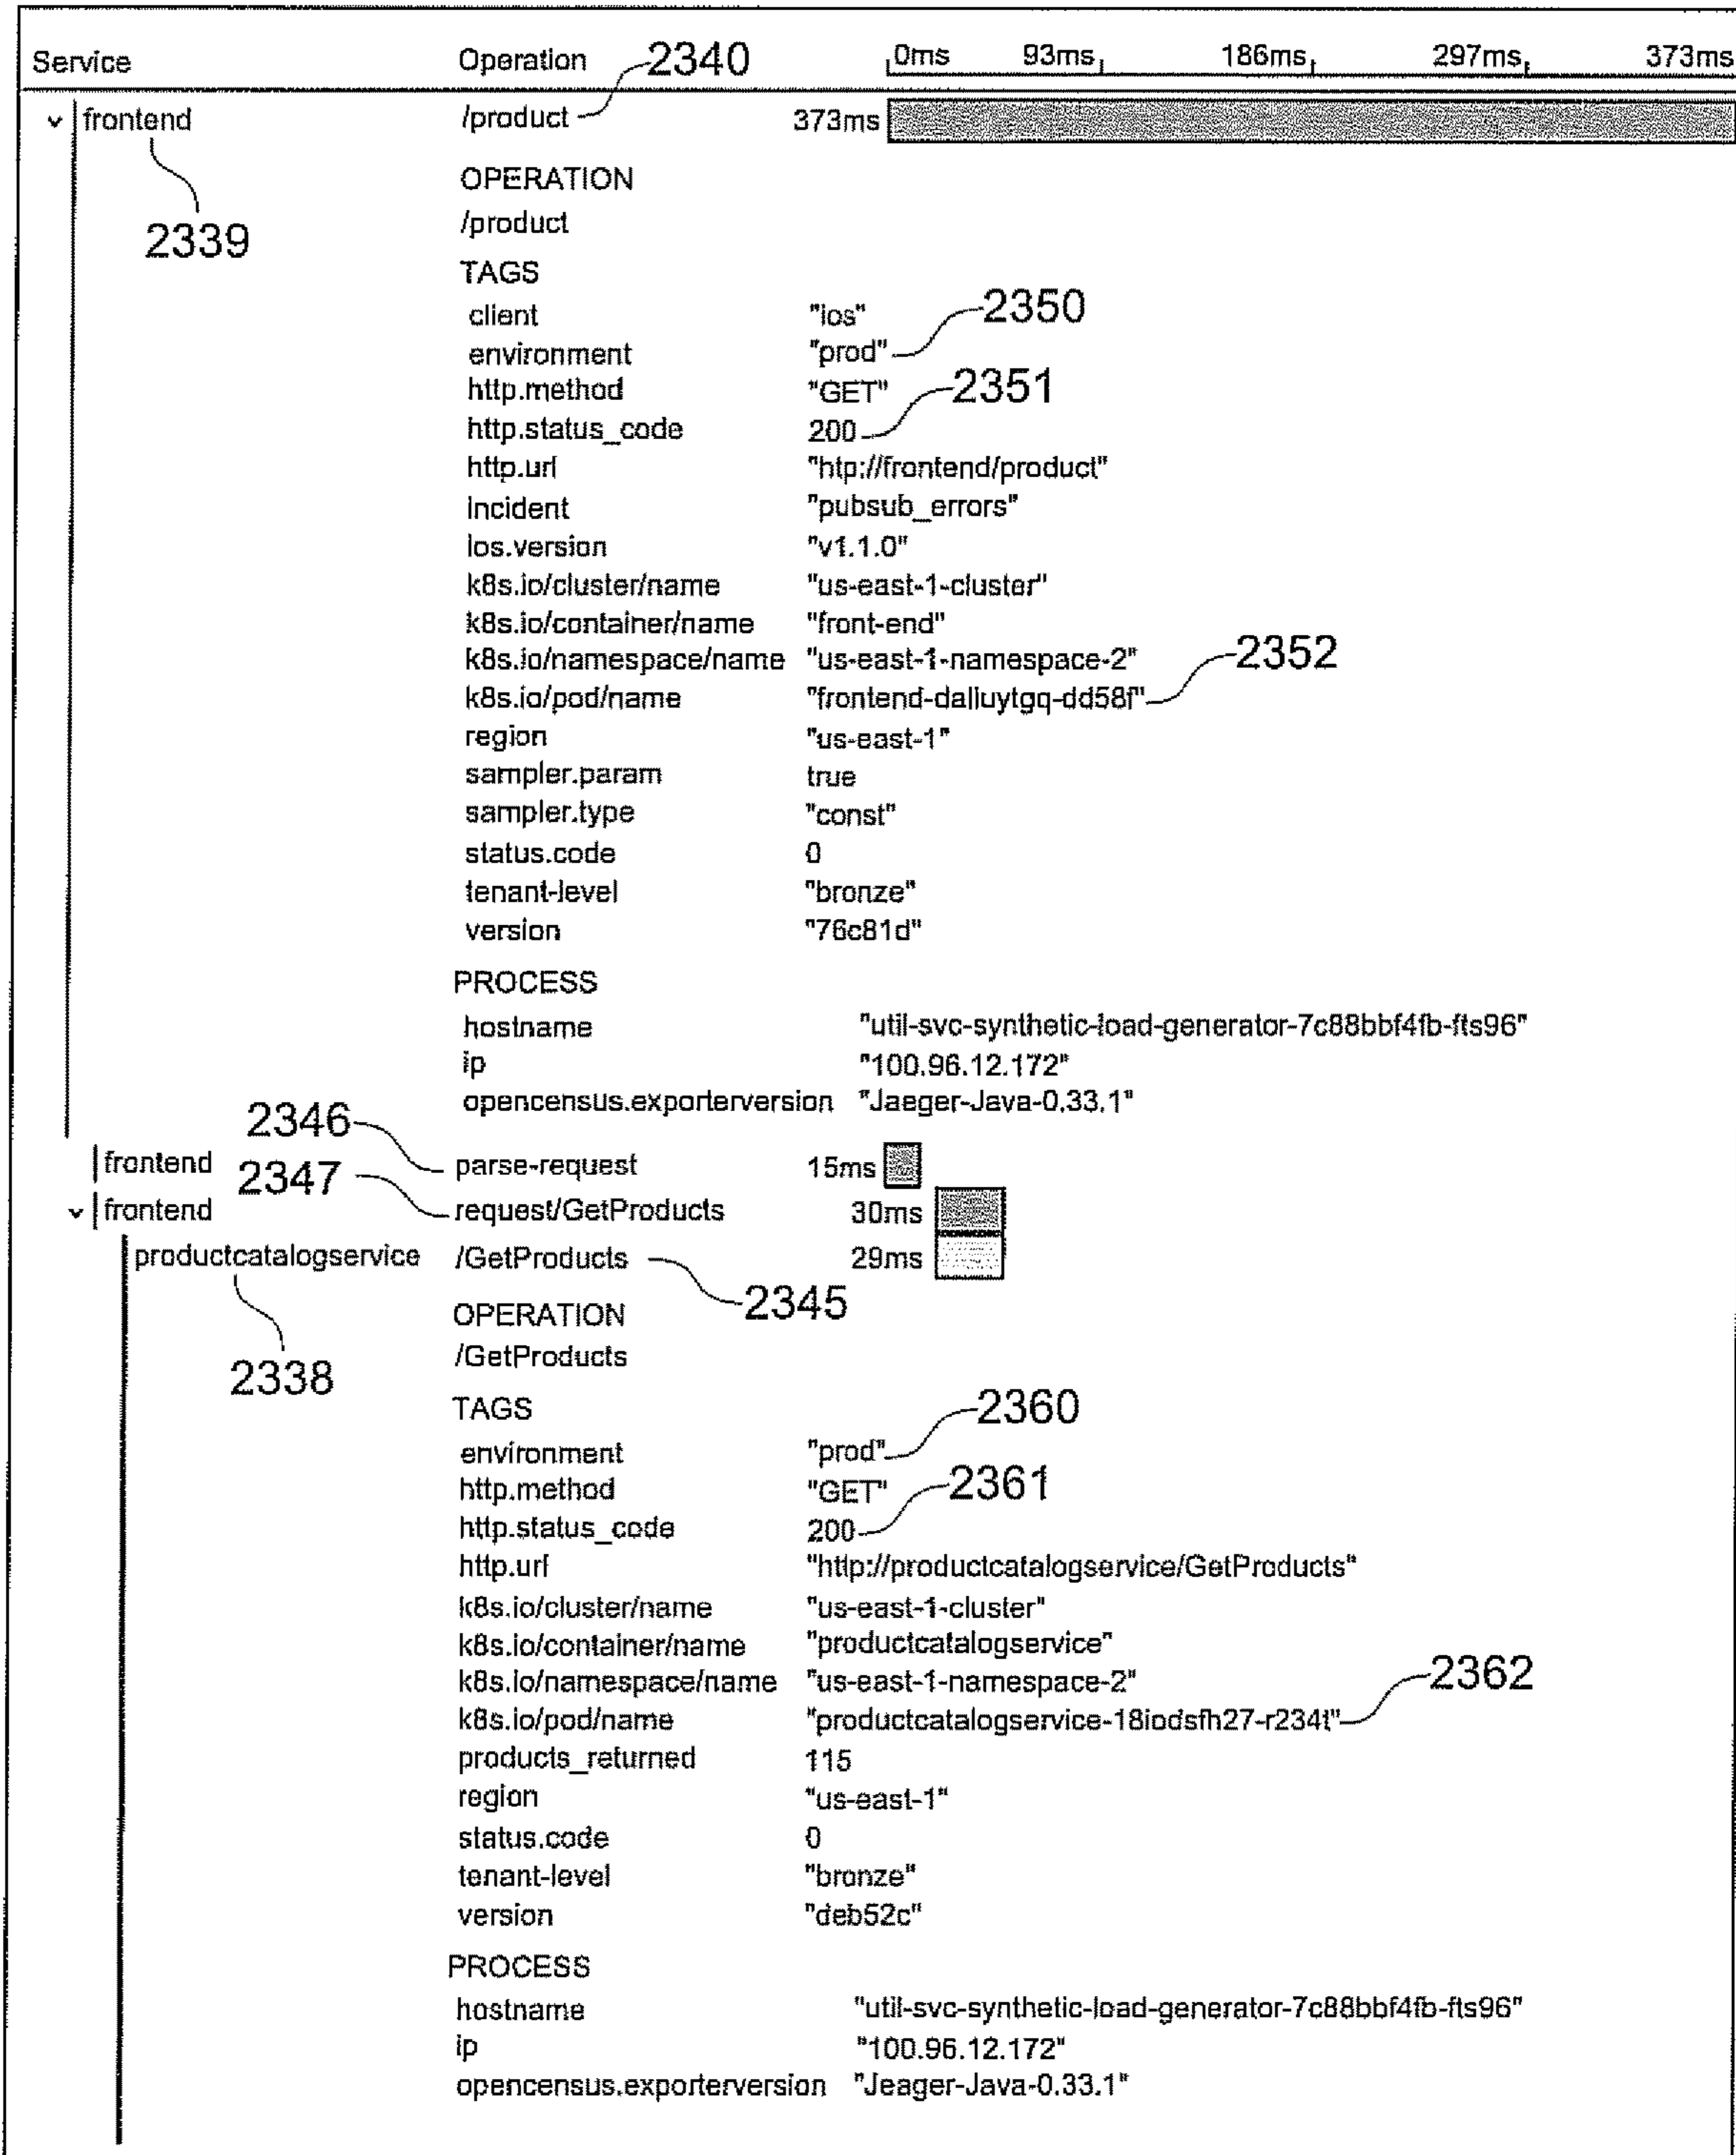 Service Operation 2340 0ms 93ms 186ms 297ms 373ms
frontend /product 373ms
OPERATION
2339 /product
TAGS
client "ios" 2350
environment "prod"
http.method "GET" 2351
http.status_code 200
http.url "htp://frontend/product"
incident "pubsub_errors"
ios.version "v1.1.0"
k8s.io/cluster/name "us-east-1-cluster"
k8s.io/container/name "front-end"
k8s.io/namespace/name "us-east-1-namespace-2" 2352
k8s.io/pod/name "frontend-dalluytgq-dd58f"
region "us-east-1"
sampler.param true
sampler.type "const"
status.code 0
tenant-level "bronze"
version "76c81d"
PROCESS
hostname "util-svc-synthetic-load-generator-7c88bbf4fb-fts96"
ip "100.96.12.172"
opencensus.exporterversion "Jaeger-Java-0.33.1"
2346
frontend parse-request 15ms
2347
frontend request/GetProducts 30ms
productcatalogservice /GetProducts 29ms
2345
OPERATION
2338 /GetProducts
TAGS 2360
environment "prod"
http.method "GET" 2361
http.status_code 200
http.url "http://productcatalogservice/GetProducts"
k8s.io/cluster/name "us-east-1-cluster"
k8s.io/container/name "productcatalogservice"
k8s.io/namespace/name "us-east-1-namespace-2" 2362
k8s.io/pod/name "productcatalogservice-18iodsfh27-r234t"
products_returned 115
region "us-east-1"
status.code 0
tenant-level "bronze"
version "deb52c"
PROCESS
hostname "util-svc-synthetic-load-generator-7c88bbf4fb-fts96"
ip "100.96.12.172"
opencensus.exporterversion "Jeager-Java-0.33.1"